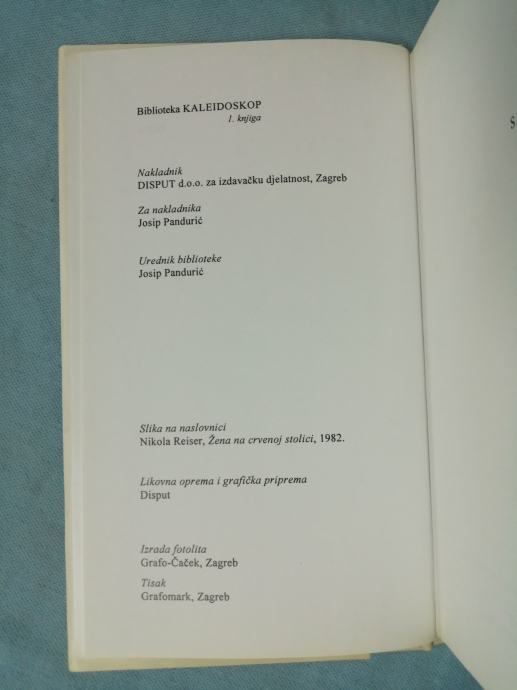 Biblioteka KALEIDOSKOP
1. knjiga
Nakladnik
DISPUT d.o.o. za izdavačku djelatnost, Zagreb
Za nakladnika
Josip Pandurić
Urednik biblioteke
Josip Pandurić
Slika na naslovnici
Nikola Reiser, Žena na crvenoj stolici, 1982.
Likovna oprema i grafička priprema
Disput
Izrada fotolita
Grafo-Čaček, Zagreb
Tisak
Grafomark, Zagreb
S